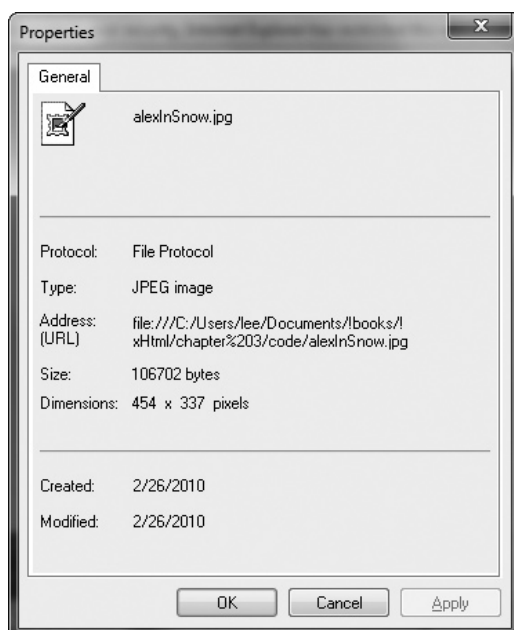 Properties
General
alexInSnow.jpg
Protocol: File Protocol
Type: JPEG image
Address: file:///C:/Users/lee/Documents/!books/!
(URL) xHtml/chapter%203/code/alexInSnow.jpg
Size: 106702 bytes
Dimensions: 454 x 337 pixels
Created: 2/26/2010
Modified: 2/26/2010
OK Cancel Apply